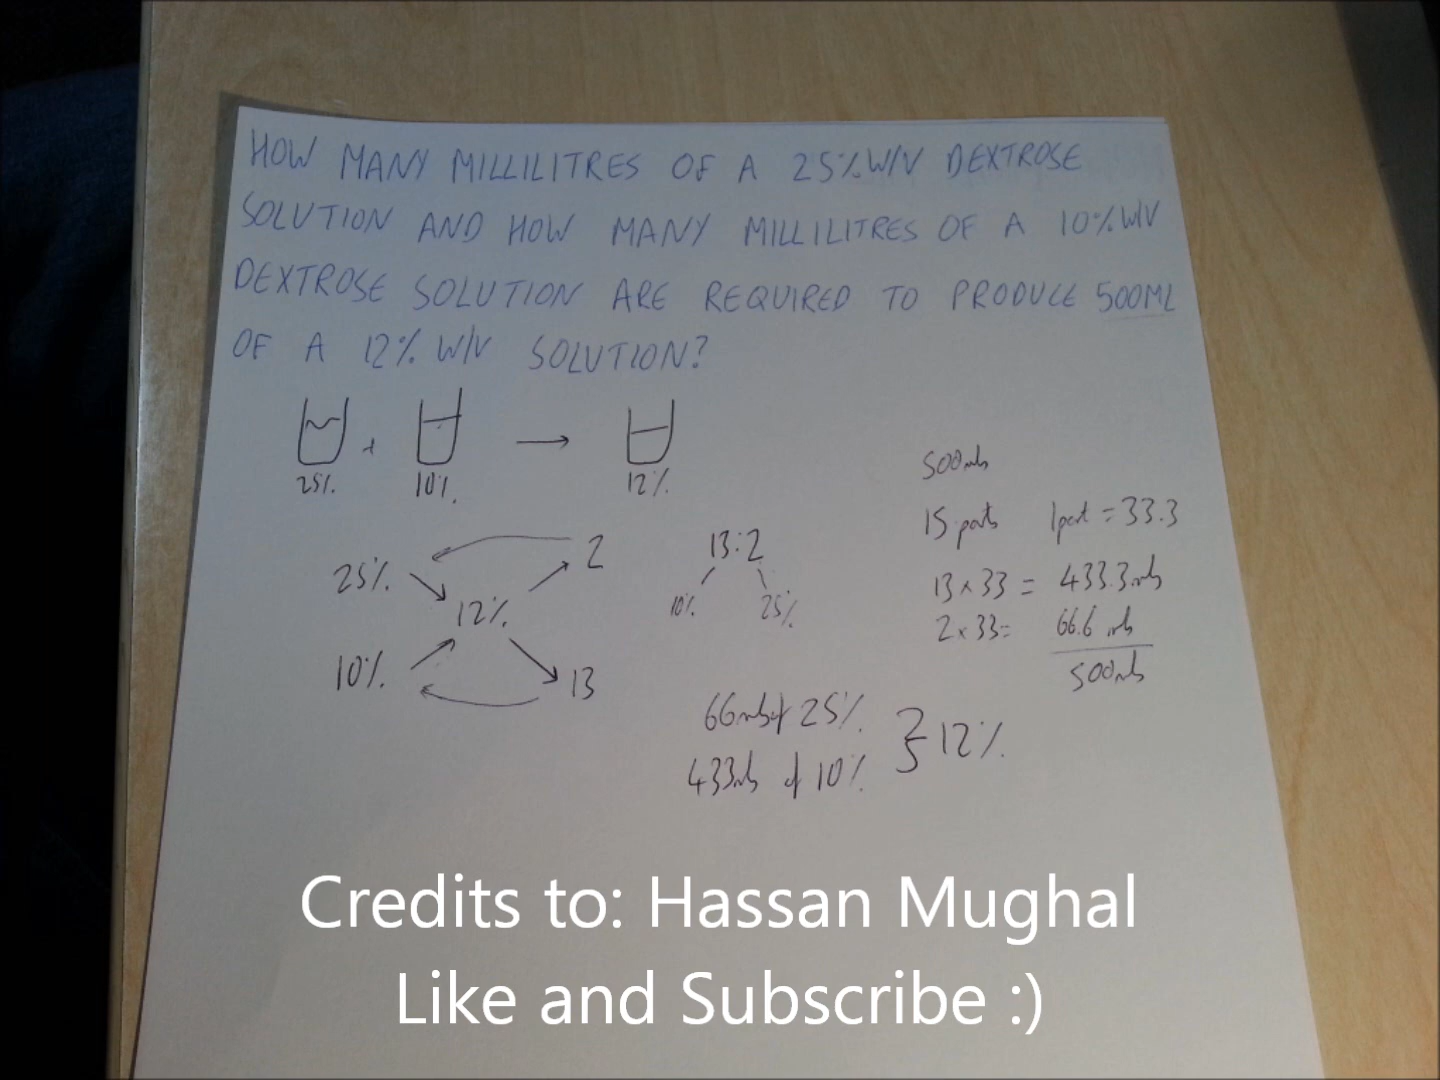 HOW MANY MILLILITRES OF A 25% W/V DEXTROSE
SOLUTION AND HOW MANY MILLILITRES OF A 10% W/V
DEXTROSE SOLUTION ARE REQUIRED TO PRODUCE 500ML
OF A 12% W/V SOLUTION?
25% + 10% → 12%
25%
2
12%
10%
13
13:2
10% 25%
500mls
15 parts 1part = 33.3
13 x 33 = 433.3mls
2 x 33 = 66.6 mls
500mls
66mls of 25%
433mls of 10%
} 12%
Credits to: Hassan Mughal
Like and Subscribe :)